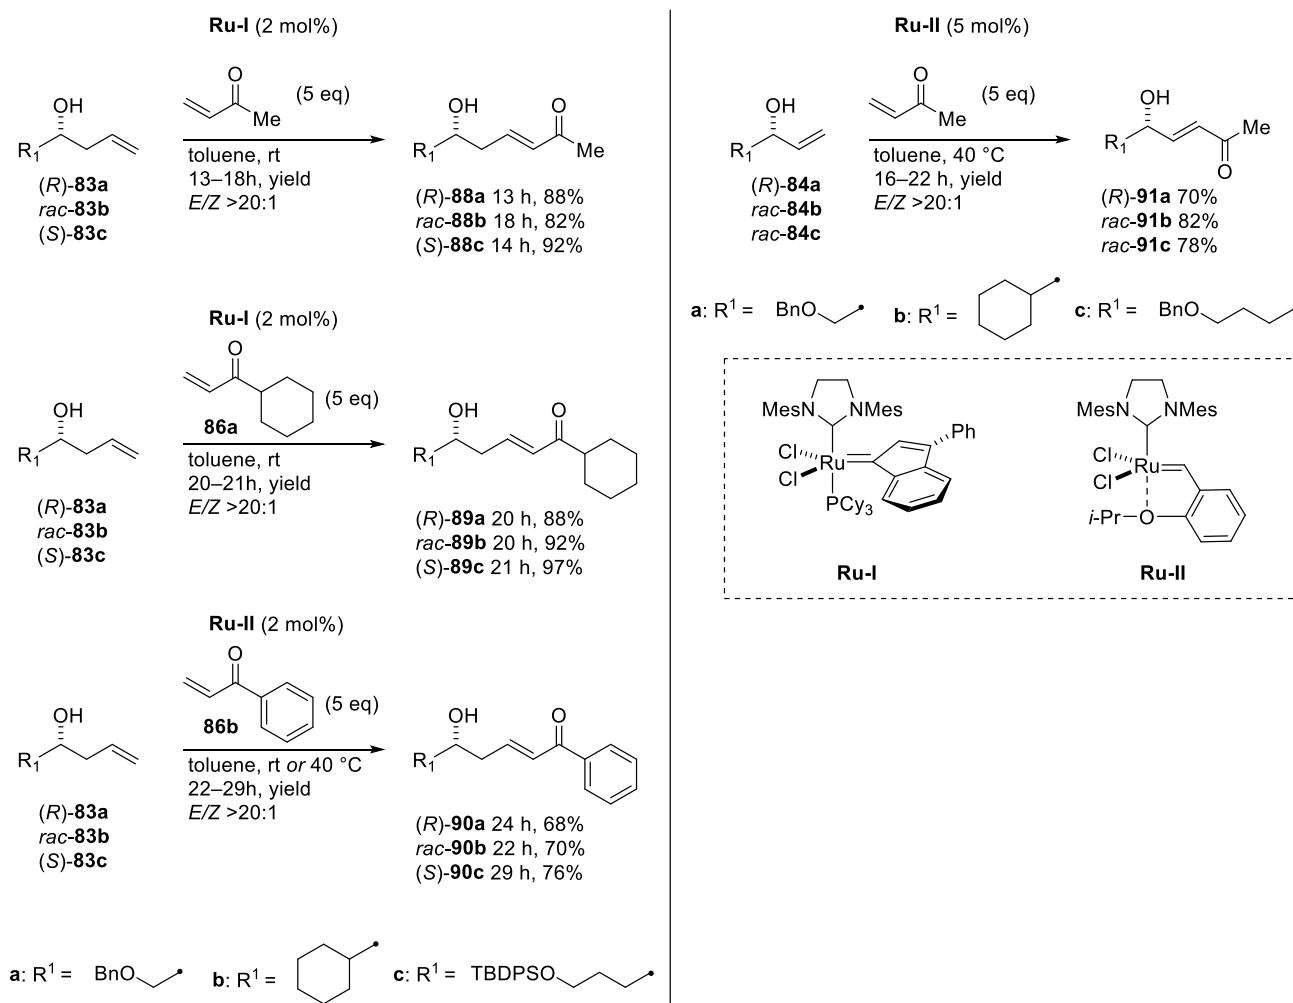 Ru-I (2 mol%)
OH
R1
O
Me
(5 eq)
toluene, rt
13–18h, yield
E/Z >20:1
OH
R1
O
Me
(R)-83a
rac-83b
(S)-83c
(R)-88a 13 h, 88%
rac-88b 18 h, 82%
(S)-88c 14 h, 92%
Ru-I (2 mol%)
OH
R1
O
86a
(5 eq)
toluene, rt
20–21h, yield
E/Z >20:1
OH
R1
O
(R)-83a
rac-83b
(S)-83c
(R)-89a 20 h, 88%
rac-89b 20 h, 92%
(S)-89c 21 h, 97%
Ru-II (2 mol%)
OH
R1
O
86b
(5 eq)
toluene, rt or 40 °C
22–29h, yield
E/Z >20:1
OH
R1
O
(R)-83a
rac-83b
(S)-83c
(R)-90a 24 h, 68%
rac-90b 22 h, 70%
(S)-90c 29 h, 76%
a: R1 = BnO
b: R1 =
c: R1 = TBDPSO
Ru-II (5 mol%)
OH
R1
O
Me
(5 eq)
toluene, 40 °C
16–22 h, yield
E/Z >20:1
OH
R1
Me
O
(R)-84a
rac-84b
rac-84c
(R)-91a 70%
rac-91b 82%
rac-91c 78%
a: R1 = BnO
b: R1 =
c: R1 = BnO
MesN NMes
Cl
Cl
Ru
Ph
PCy3
Ru-I
MesN NMes
Cl
Cl
Ru
i-Pr O
Ru-II